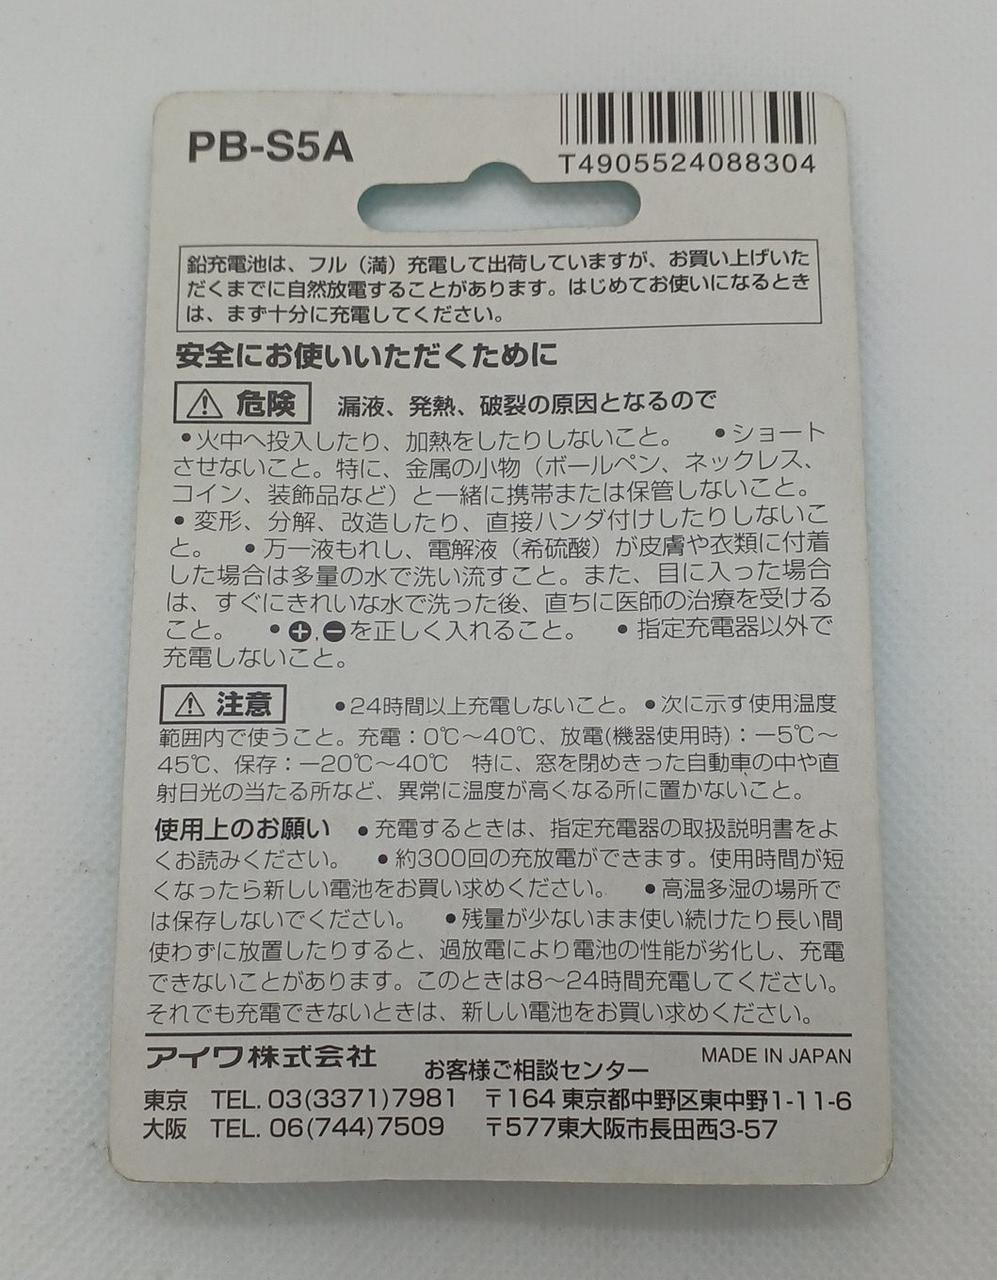 PB-S5A
T4905524088304
鉛充電池は、フル（満）充電して出荷していますが、お買い上げいた
だくまでに自然放電することがあります。はじめてお使いになるとき
は、まず十分に充電してください。
安全にお使いいただくために
⚠ 危険 漏液、発熱、破裂の原因となるので
•火中へ投入したり、加熱をしたりしないこと。 •ショート
させないこと。特に、金属の小物（ボールペン、ネックレス、
コイン、装飾品など）と一緒に携帯または保管しないこと。
•変形、分解、改造したり、直接ハンダ付けしたりしないこ
と。 •万一液もれし、電解液（希硫酸）が皮膚や衣類に付着
した場合は多量の水で洗い流すこと。また、目に入った場合
は、すぐにきれいな水で洗った後、直ちに医師の治療を受ける
こと。 •⊕,⊖を正しく入れること。 •指定充電器以外で
充電しないこと。
⚠ 注意 •24時間以上充電しないこと。•次に示す使用温度
範囲内で使うこと。充電：0℃〜40℃、放電(機器使用時)：−5℃〜
45℃、保存：−20℃〜40℃ 特に、窓を閉めきった自動車の中や直
射日光の当たる所など、異常に温度が高くなる所に置かないこと。
使用上のお願い •充電するときは、指定充電器の取扱説明書をよ
くお読みください。 •約300回の充放電ができます。使用時間が短
くなったら新しい電池をお買い求めください。 •高温多湿の場所で
は保存しないでください。 •残量が少ないまま使い続けたり長い間
使わずに放置したりすると、過放電により電池の性能が劣化し、充電
できないことがあります。このときは8〜24時間充電してください。
それでも充電できないときは、新しい電池をお買い求めください。
アイワ株式会社 お客様ご相談センター MADE IN JAPAN
東京 TEL. 03(3371)7981 〒164 東京都中野区東中野1-11-6
大阪 TEL. 06(744)7509 〒577東大阪市長田西3-57